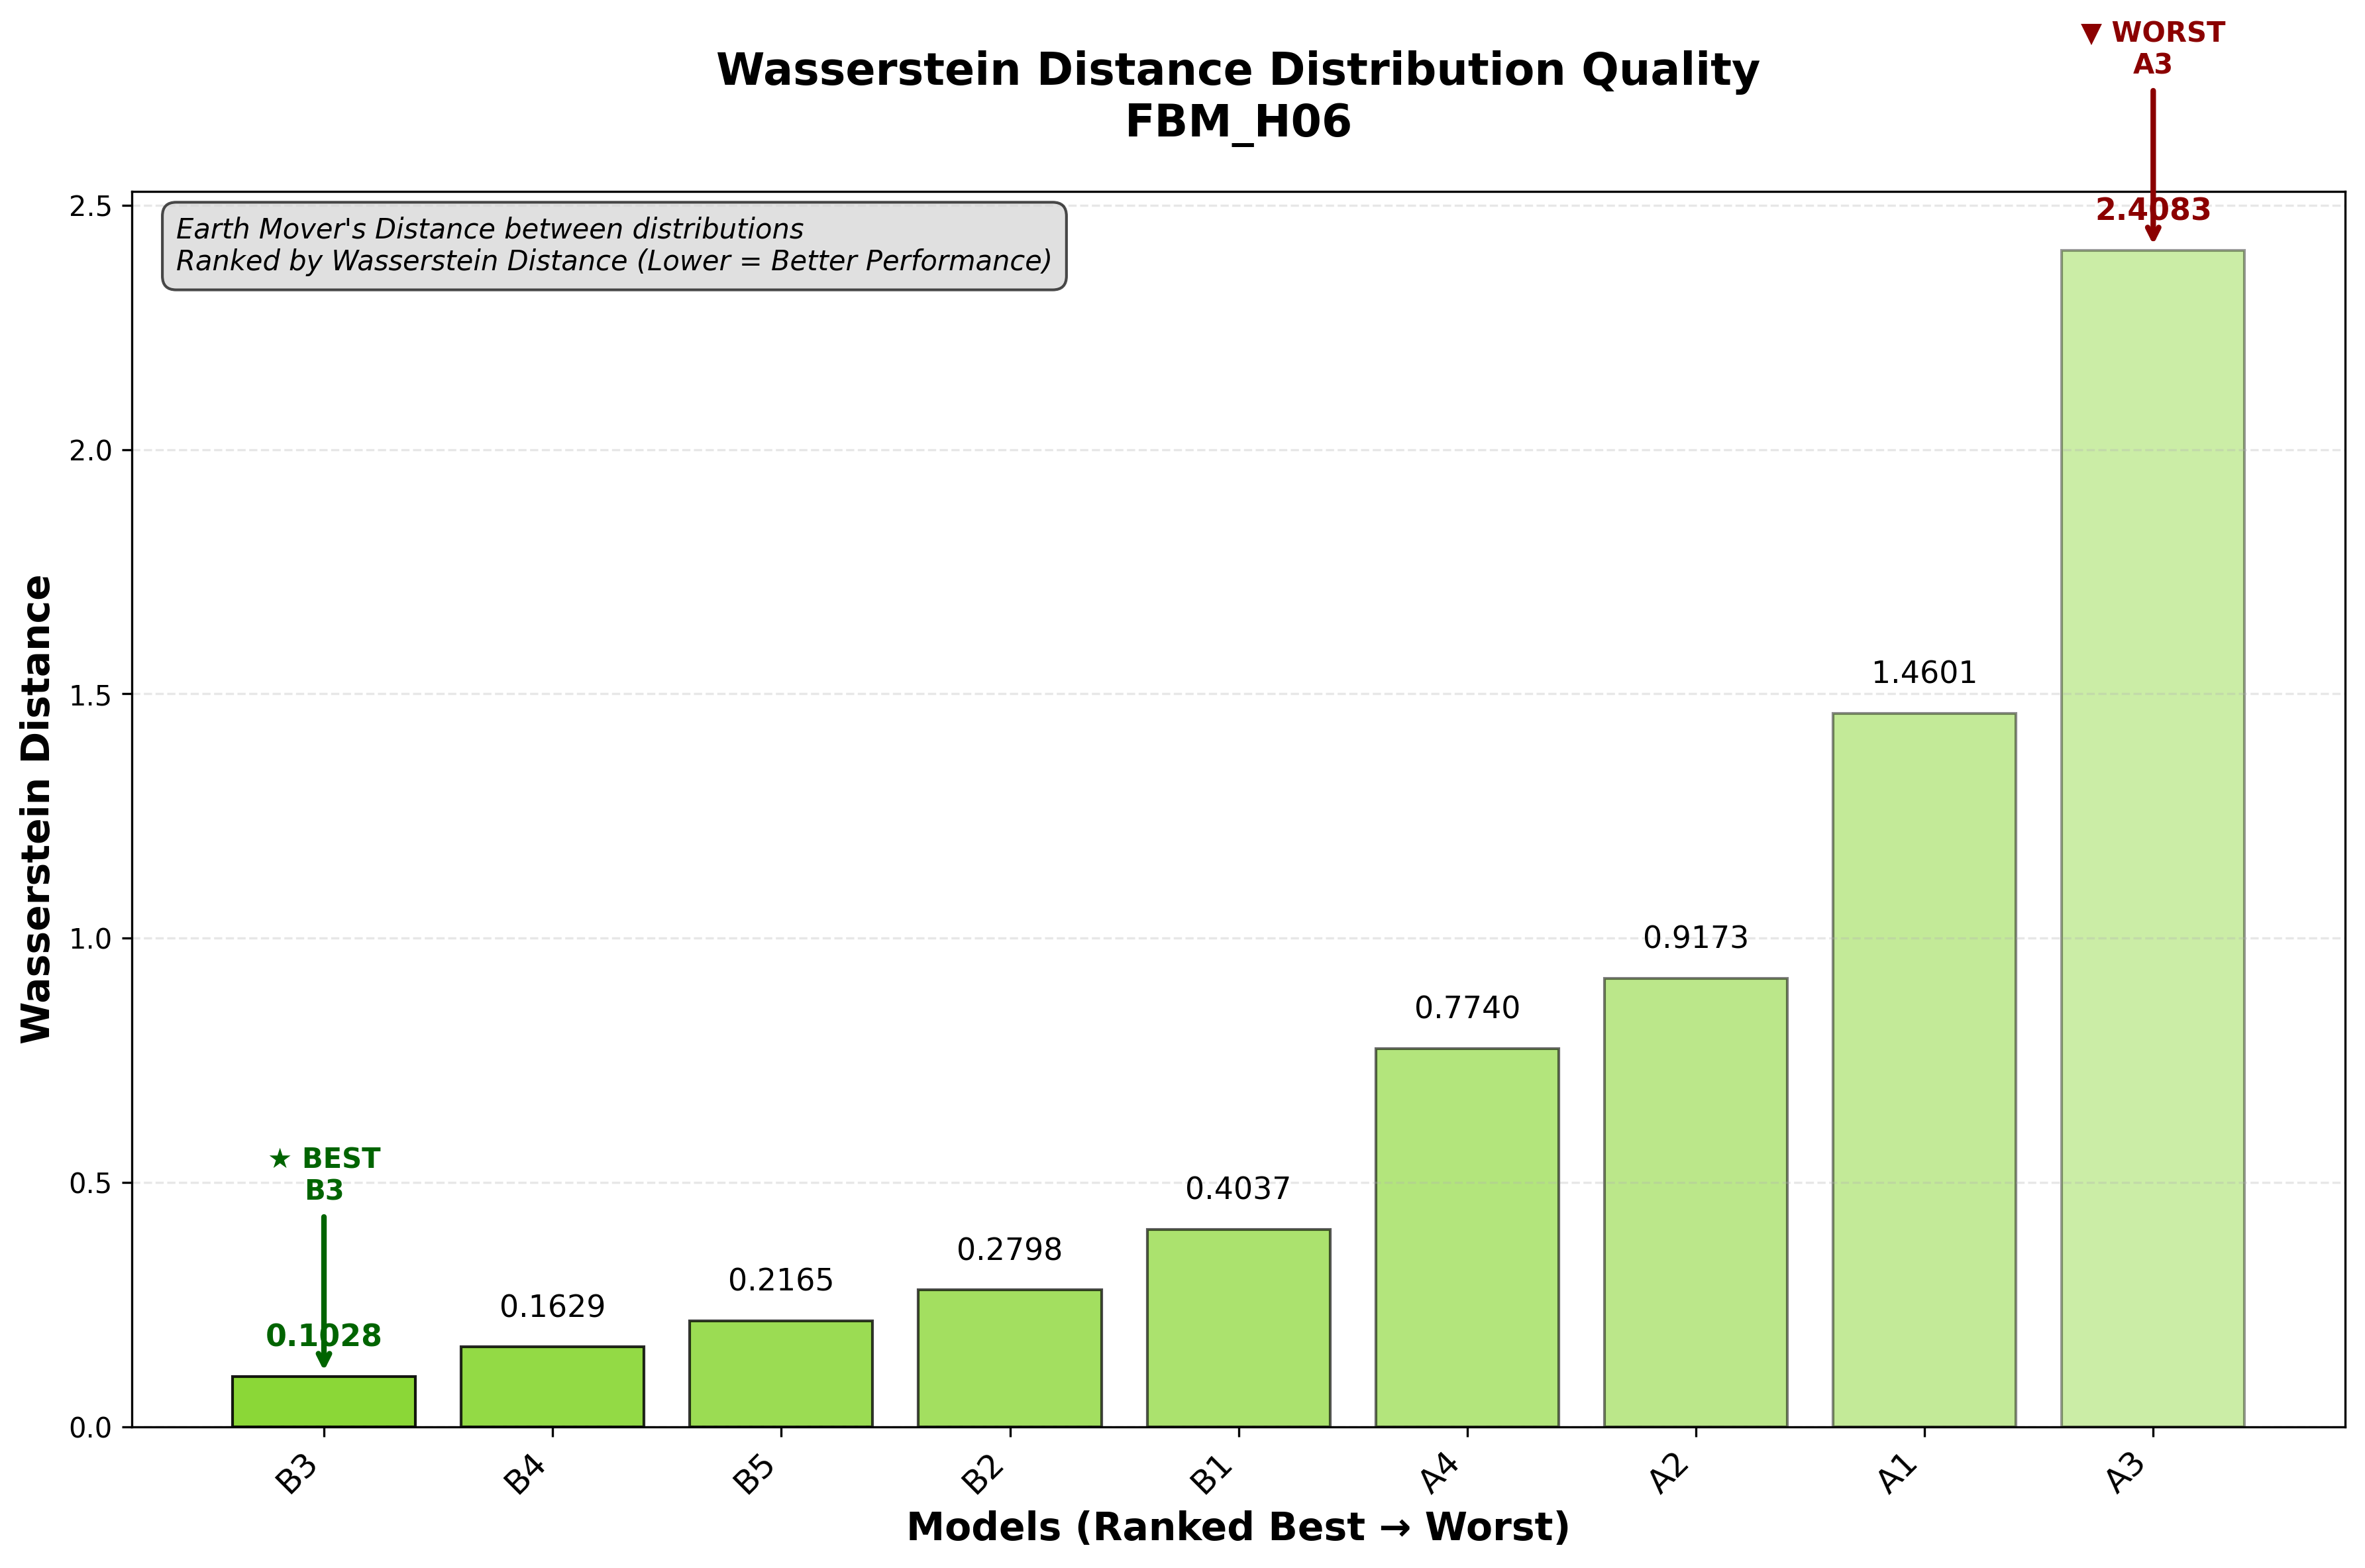 ▼ WORST
A3
Wasserstein Distance Distribution Quality
FBM_H06
Earth Mover's Distance between distributions
Ranked by Wasserstein Distance (Lower = Better Performance)
Wasserstein Distance
2.5
2.0
1.5
1.0
0.5
0.0
2.4083
1.4601
0.9173
0.7740
0.4037
0.2798
0.2165
0.1629
★ BEST
B3
0.1028
B3
B4
B5
B2
B1
A4
A2
A1
A3
Models (Ranked Best → Worst)